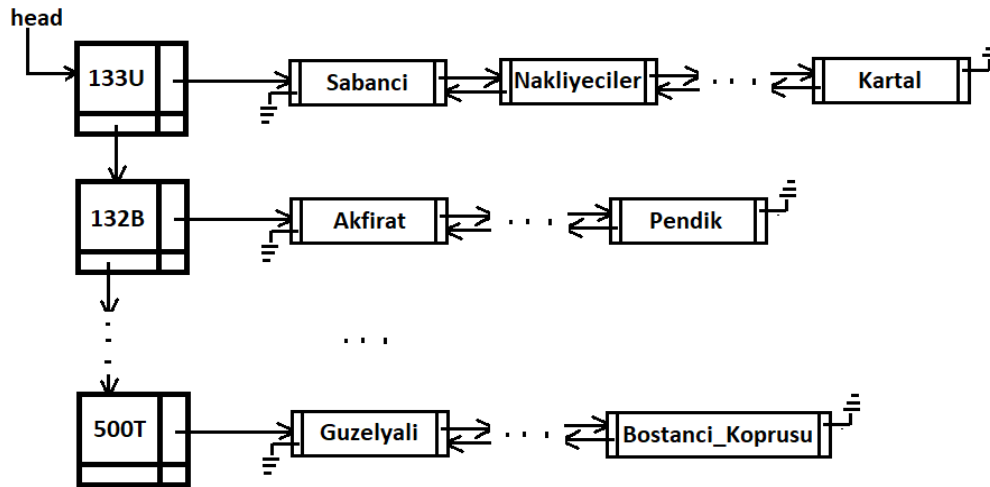 head
133U Sabanci Nakliyeciler . . . Kartal
132B Akfirat . . . Pendik
. . .
500T Guzelyali . . . Bostanci_Koprusu